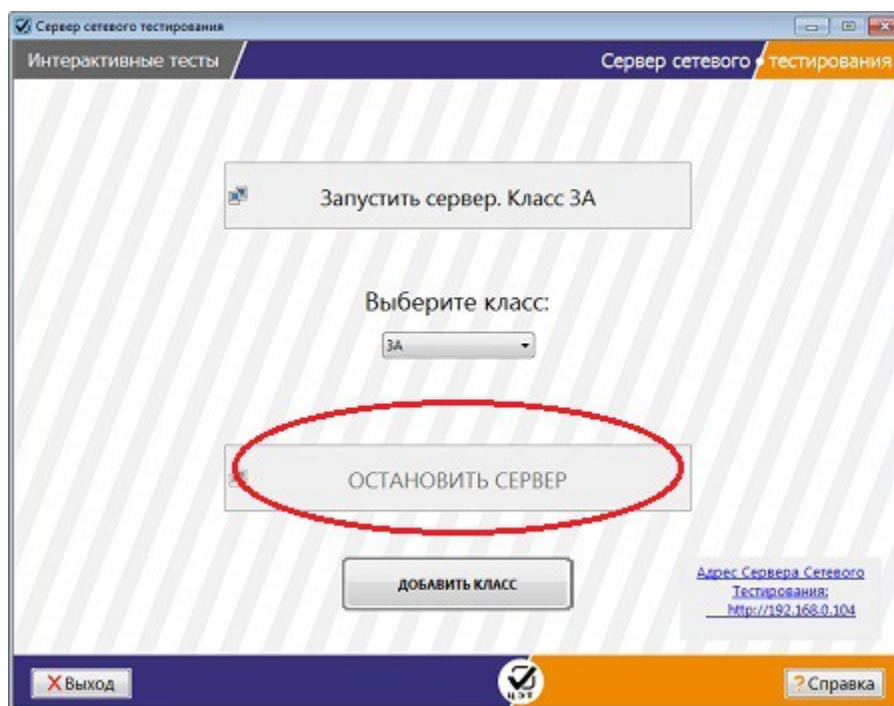 Сервер сетевого тестирования
Интерактивные тесты
Сервер сетевого тестирования
Запустить сервер. Класс 3А
Выберите класс:
3А
ОСТАНОВИТЬ СЕРВЕР
ДОБАВИТЬ КЛАСС
Адрес Сервера Сетевого
Тестирования:
http://192.168.0.104
Выход
ЦЭТ
? Справка